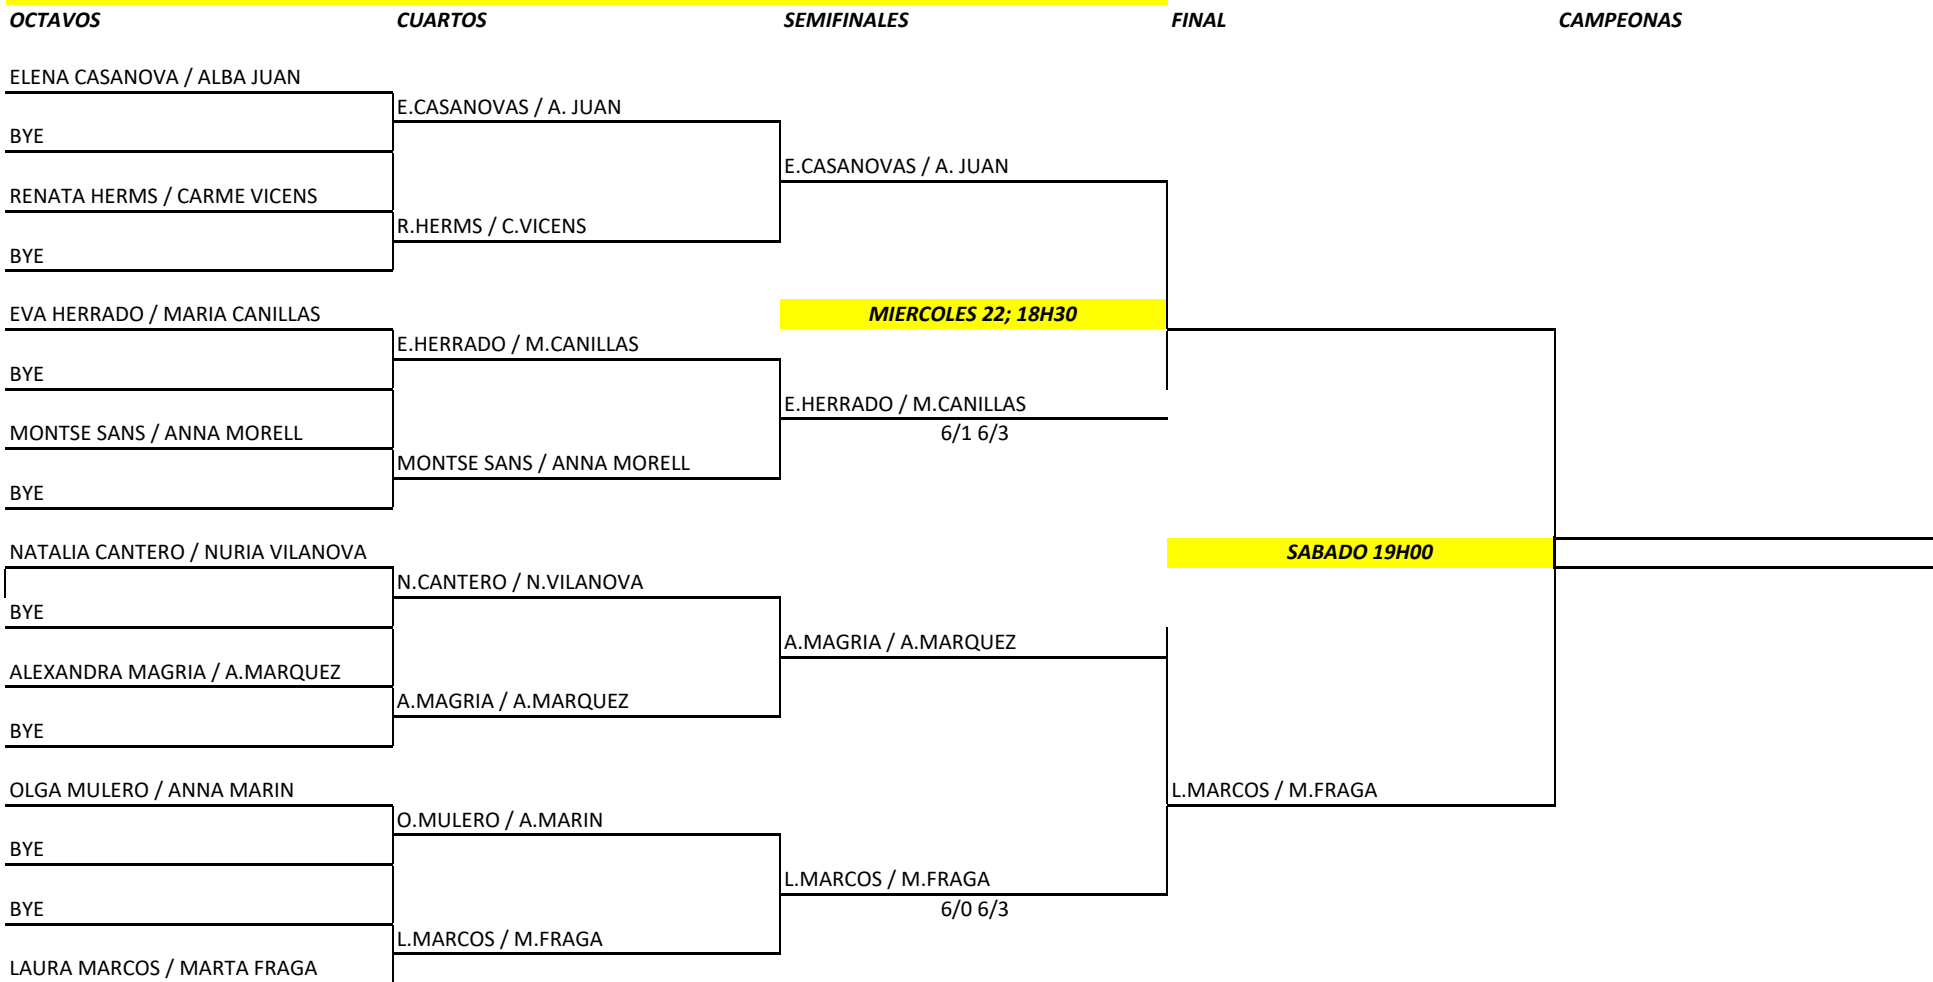 OCTAVOS CUARTOS SEMIFINALES FINAL CAMPEONAS
ELENA CASANOVA / ALBA JUAN
E.CASANOVAS / A. JUAN
BYE
E.CASANOVAS / A. JUAN
RENATA HERMS / CARME VICENS
R.HERMS / C.VICENS
BYE
EVA HERRADO / MARIA CANILLAS
MIERCOLES 22; 18H30
E.HERRADO / M.CANILLAS
BYE
E.HERRADO / M.CANILLAS
MONTSE SANS / ANNA MORELL
6/1 6/3
MONTSE SANS / ANNA MORELL
BYE
NATALIA CANTERO / NURIA VILANOVA
SABADO 19H00
N.CANTERO / N.VILANOVA
BYE
A.MAGRIA / A.MARQUEZ
ALEXANDRA MAGRIA / A.MARQUEZ
A.MAGRIA / A.MARQUEZ
BYE
OLGA MULERO / ANNA MARIN
L.MARCOS / M.FRAGA
O.MULERO / A.MARIN
BYE
L.MARCOS / M.FRAGA
BYE
6/0 6/3
L.MARCOS / M.FRAGA
LAURA MARCOS / MARTA FRAGA